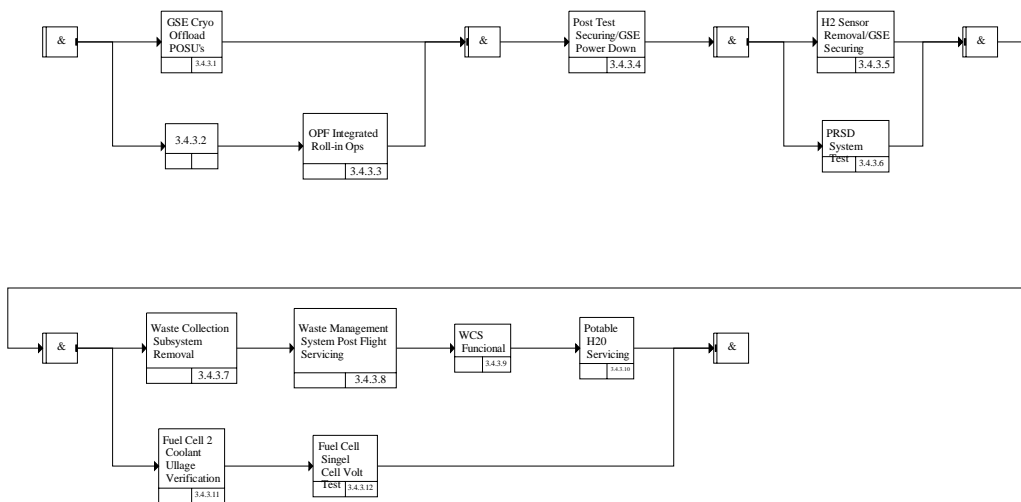 &
GSE Cryo
Offload
POSU's
3.4.3.1
&
Post Test
Securing/GSE
Power Down
3.4.3.4
&
H2 Sensor
Removal/GSE
Securing
3.4.3.5
&
3.4.3.2
OPF Integrated
Roll-in Ops
3.4.3.3
PRSD
System
Test
3.4.3.6
&
Waste Collection
Subsystem
Removal
3.4.3.7
Waste Management
System Post Flight
Servicing
3.4.3.8
WCS
Funcional
3.4.3.9
Potable
H20
Servicing
3.4.3.10
&
Fuel Cell 2
Coolant
Ullage
Verification
3.4.3.11
Fuel Cell
Singel
Cell Volt
Test
3.4.3.12